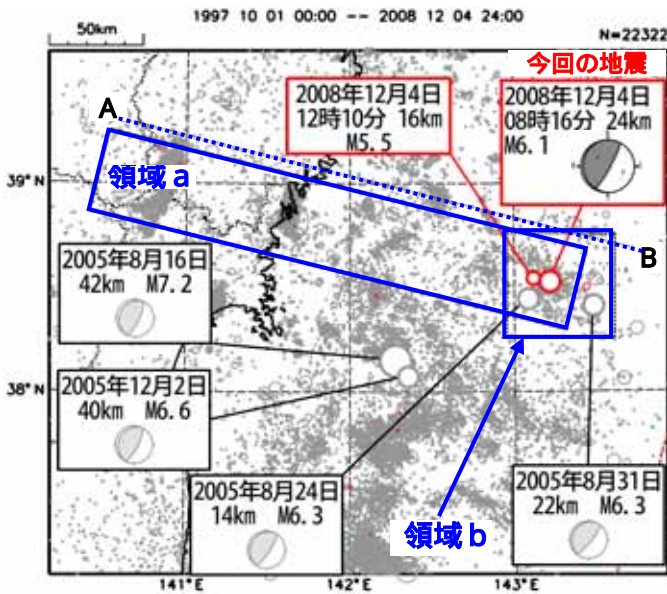 1997 10 01 00:00 -- 2008 12 04 24:00
50km
N=22322
今回の地震
2008年12月4日
12時10分 16km
M5.5
2008年12月4日
08時16分 24km
M6.1
A
39°N
領域a
B
2005年8月16日
42km M7.2
38°N
2005年12月2日
40km M6.6
2005年8月24日
14km M6.3
領域b
2005年8月31日
22km M6.3
141°E
142°E
143°E